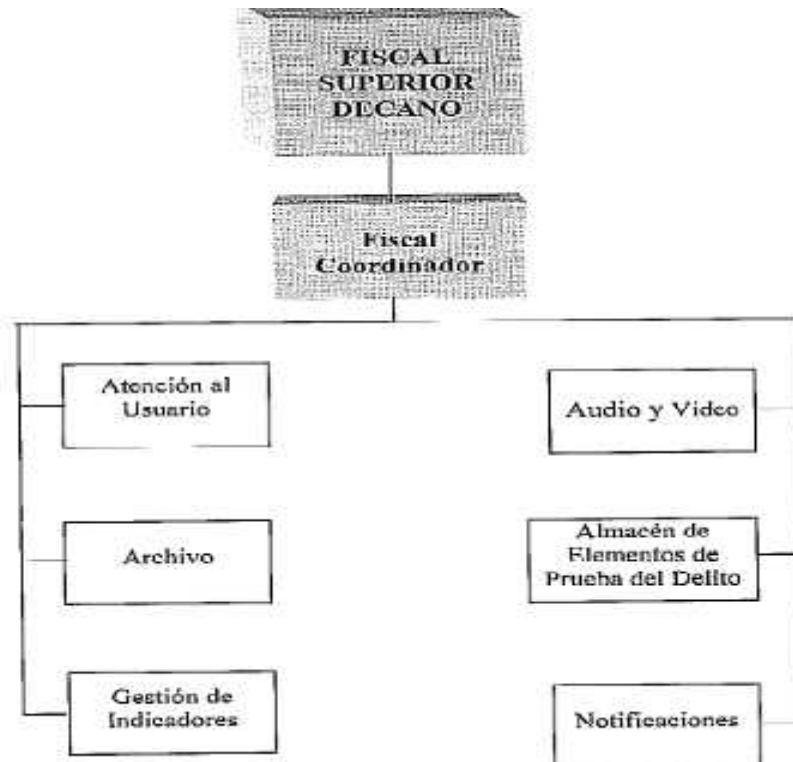 FISCAL
SUPERIOR
DECANO
Fiscal
Coordinador
Atención al
Usuario
Audio y Video
Archivo
Almacén de
Elementos de
Prueba del Delito
Gestión de
Indicadores
Notificaciones